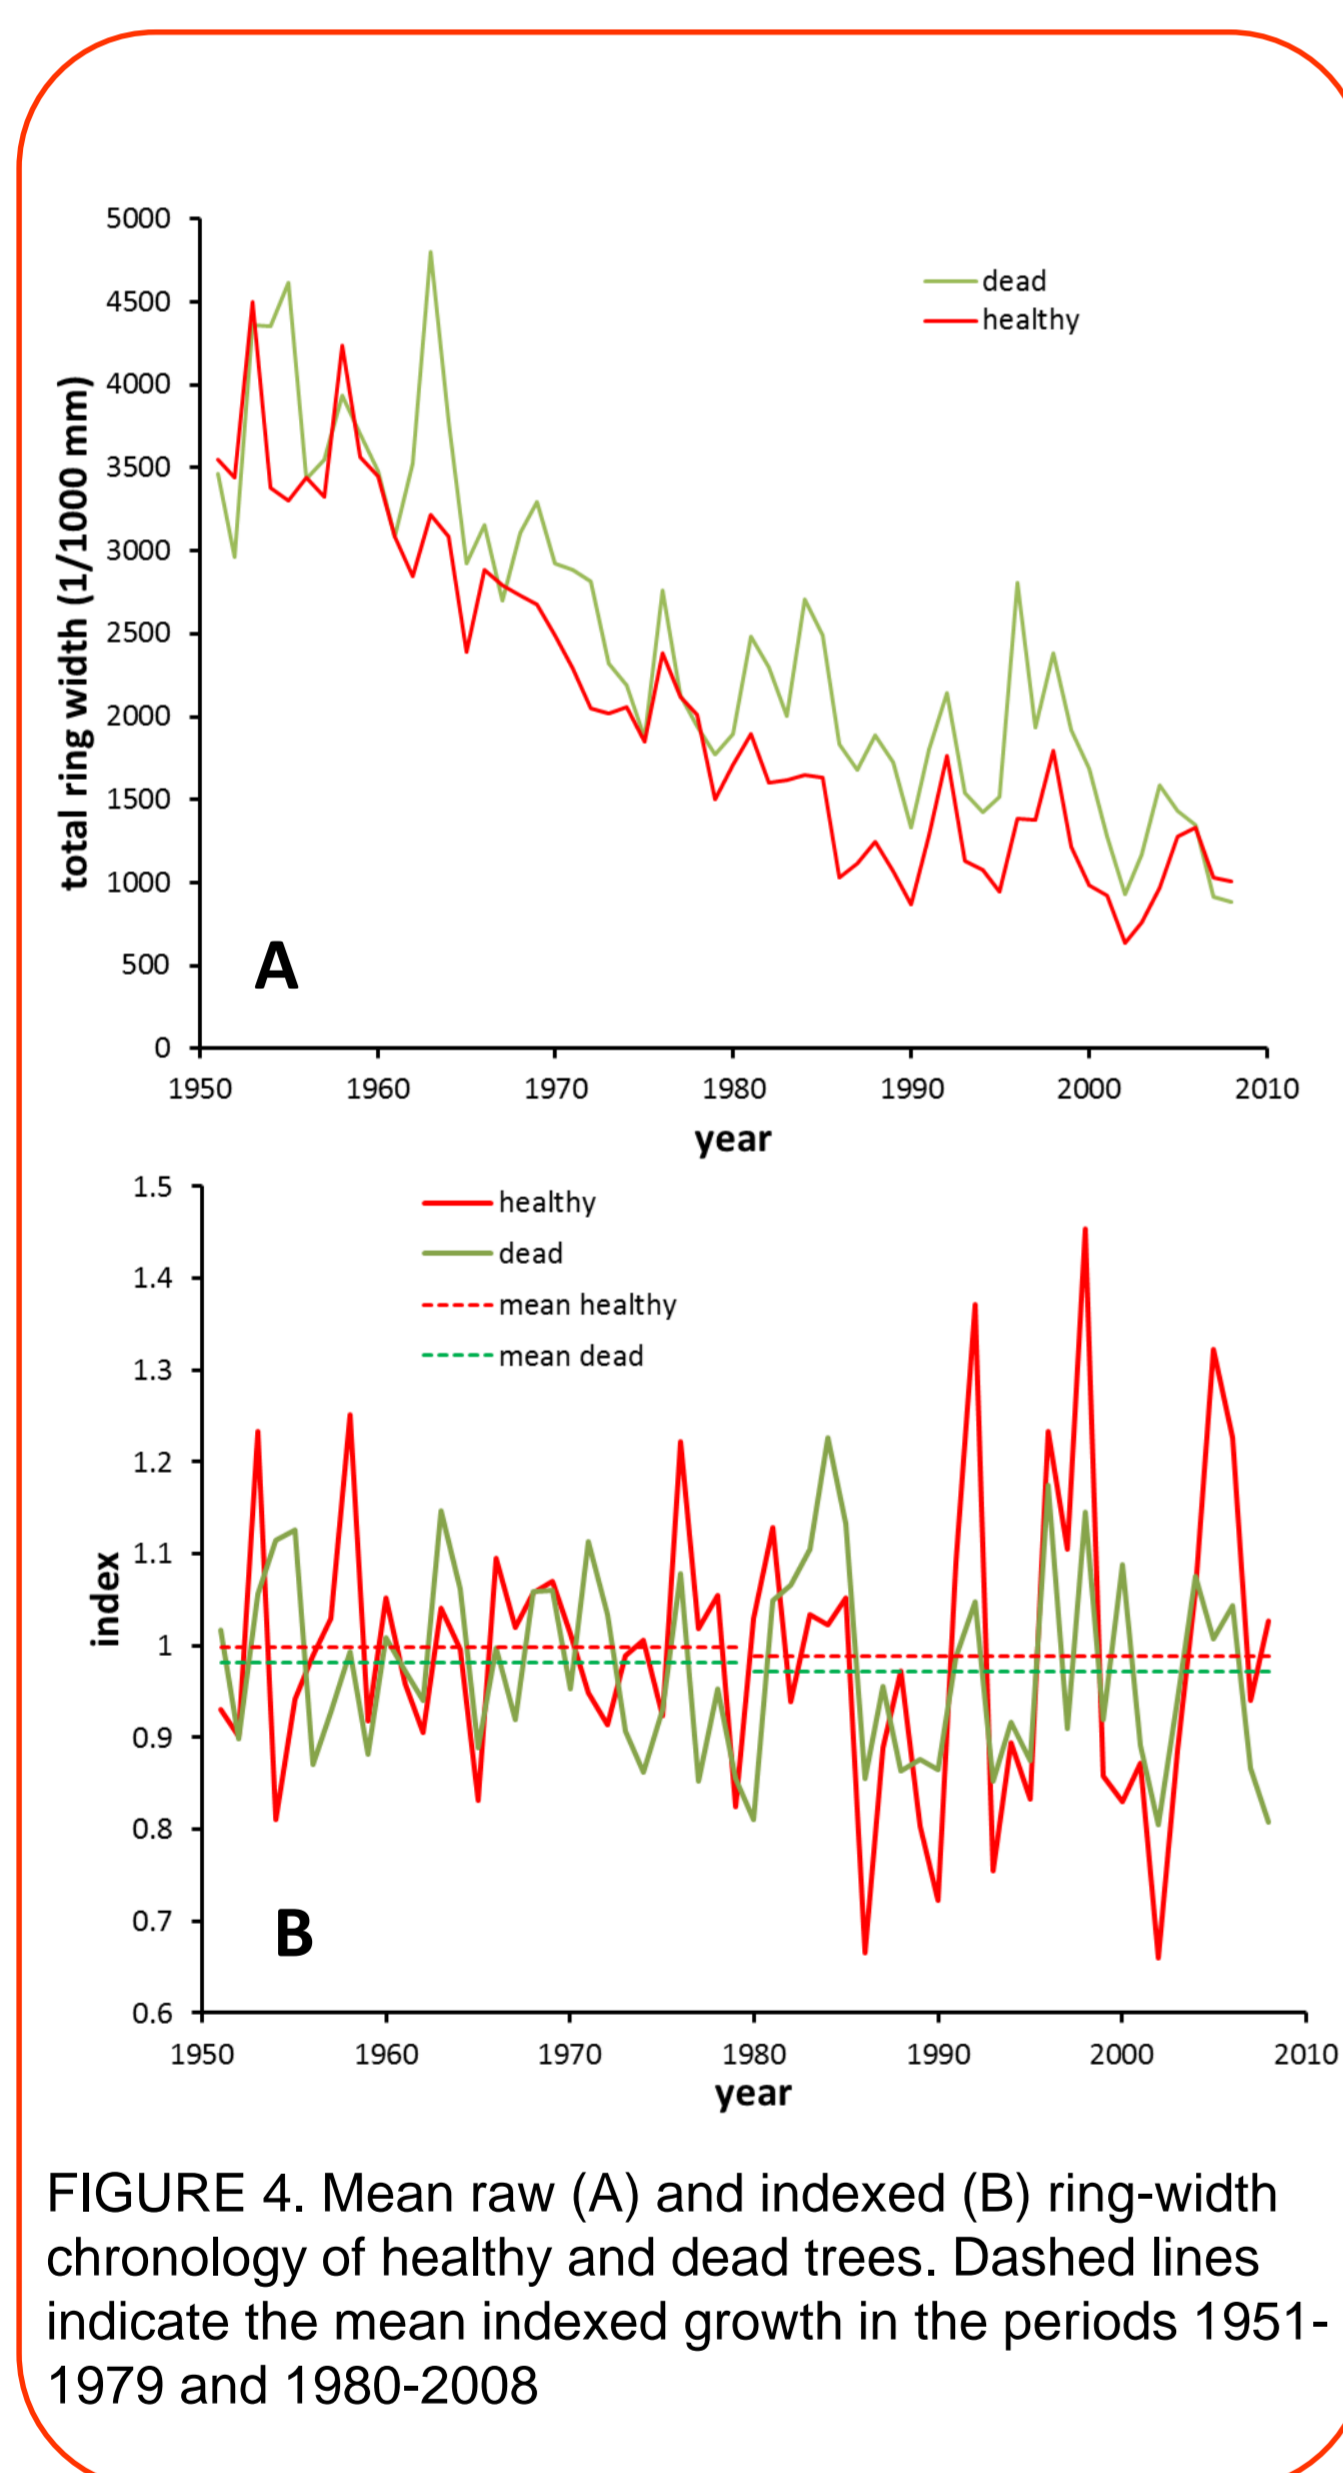 5000
4500
4000
3500
3000
2500
2000
1500
1000
500
0
total ring width (1/1000 mm)
dead
healthy
A
1950 1960 1970 1980 1990 2000 2010
year
1.5
1.4
1.3
1.2
1.1
1
0.9
0.8
0.7
0.6
index
healthy
dead
mean healthy
mean dead
B
1950 1960 1970 1980 1990 2000 2010
year
FIGURE 4. Mean raw (A) and indexed (B) ring-width
chronology of healthy and dead trees. Dashed lines
indicate the mean indexed growth in the periods 1951-
1979 and 1980-2008